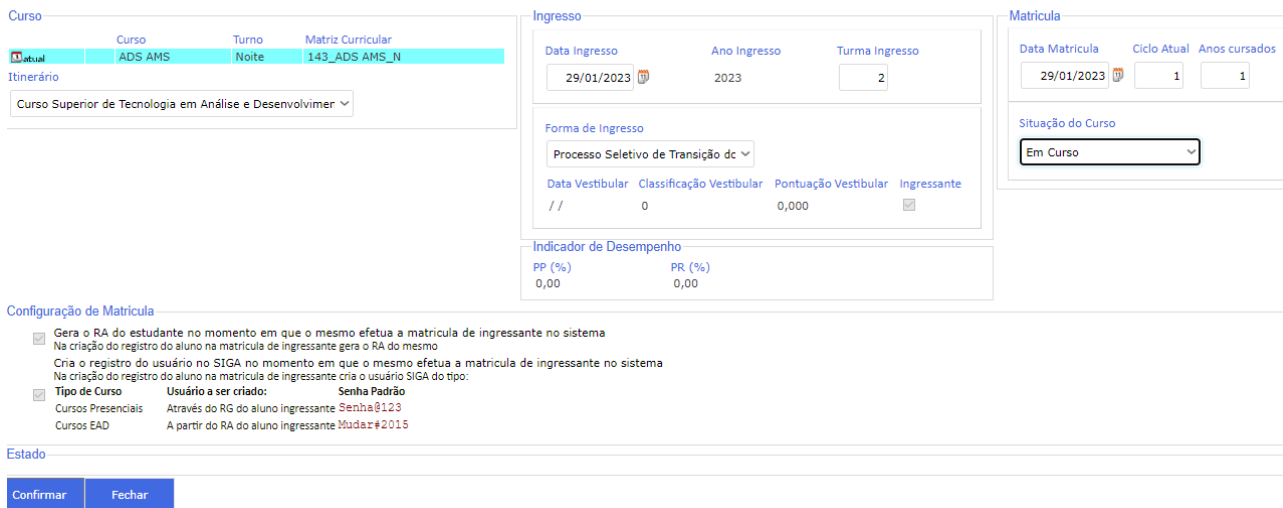 Curso
Curso Turno Matriz Curricular
atual ADS AMS Noite 143_ADS AMS_N
Itinerário
Curso Superior de Tecnologia em Análise e Desenvolvimer
Ingresso
Data Ingresso Ano Ingresso Turma Ingresso
29/01/2023 2023 2
Forma de Ingresso
Processo Seletivo de Transição dc
Data Vestibular Classificação Vestibular Pontuação Vestibular Ingressante
/ / 0 0,000
Indicador de Desempenho
PP (%) PR (%)
0,00 0,00
Matricula
Data Matricula Ciclo Atual Anos cursados
29/01/2023 1 1
Situação do Curso
Em Curso
Configuração de Matricula
Gera o RA do estudante no momento em que o mesmo efetua a matricula de ingressante no sistema
Na criação do registro do aluno na matricula de ingressante gera o RA do mesmo
Cria o registro do usuário no SIGA no momento em que o mesmo efetua a matricula de ingressante no sistema
Na criação do registro do aluno na matricula de ingressante cria o usuário SIGA do tipo:
Tipo de Curso Usuário a ser criado: Senha Padrão
Cursos Presenciais Através do RG do aluno ingressante Senha@123
Cursos EAD A partir do RA do aluno ingressante Mudar#2015
Estado
Confirmar Fechar